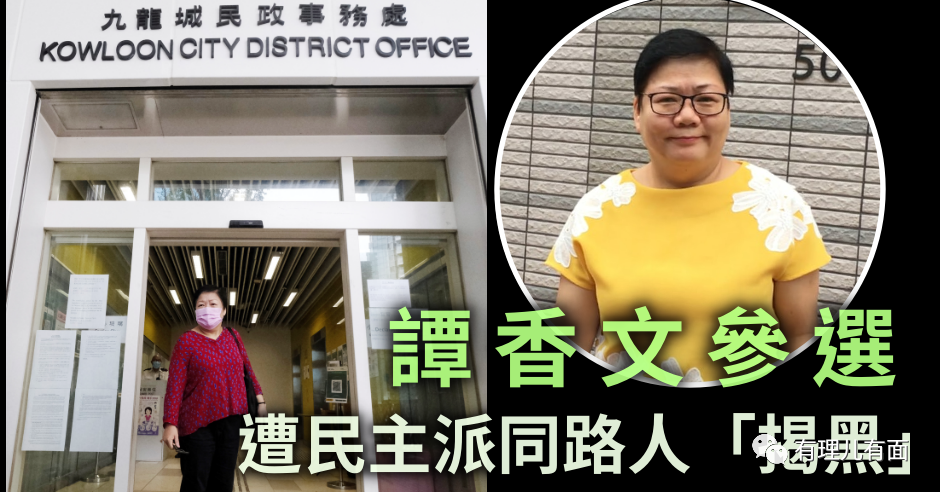 九龍城民政事務處
KOWLOON CITY DISTRICT OFFICE
50
譚香文參選
遭民主派同路人「揭黑」
有理儿有面